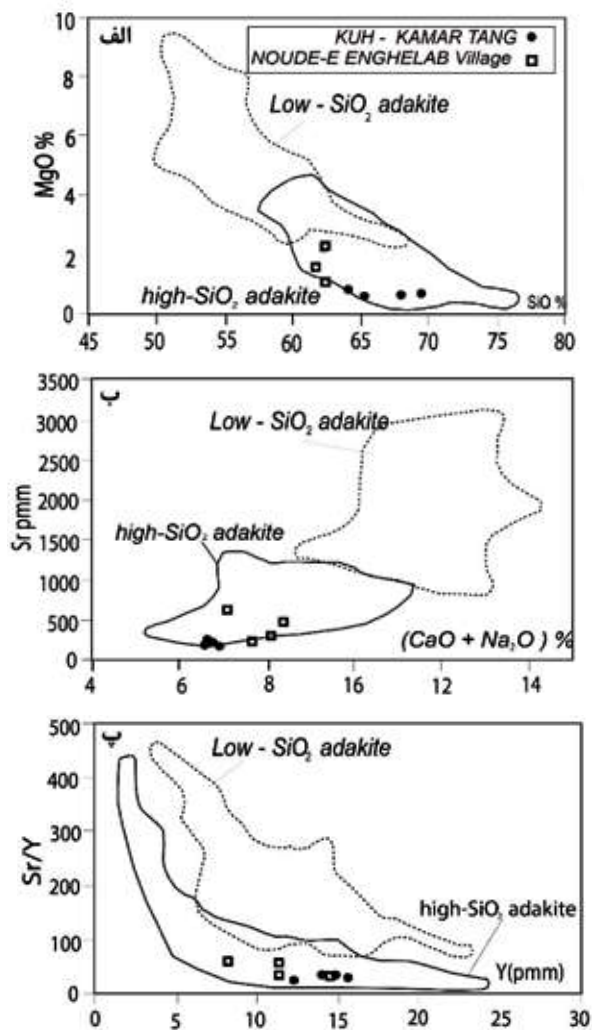 10
الف
KUH - KAMAR TANG
NOUDE-E ENGHELAB Village
8
Low - SiO₂ adakite
6
MgO %
4
2
high-SiO₂ adakite
SiO %
0
45 50 55 60 65 70 75 80
3500
ب
3000
Low - SiO₂ adakite
2500
2000
Sr pmm
1500
high-SiO₂ adakite
1000
500
(CaO + Na₂O ) %
0
4 6 8 16 12 14
500
پ
Low - SiO₂ adakite
400
300
Sr/Y
200
high-SiO₂ adakite
100
Y(pmm)
00
0 5 10 15 20 25 30